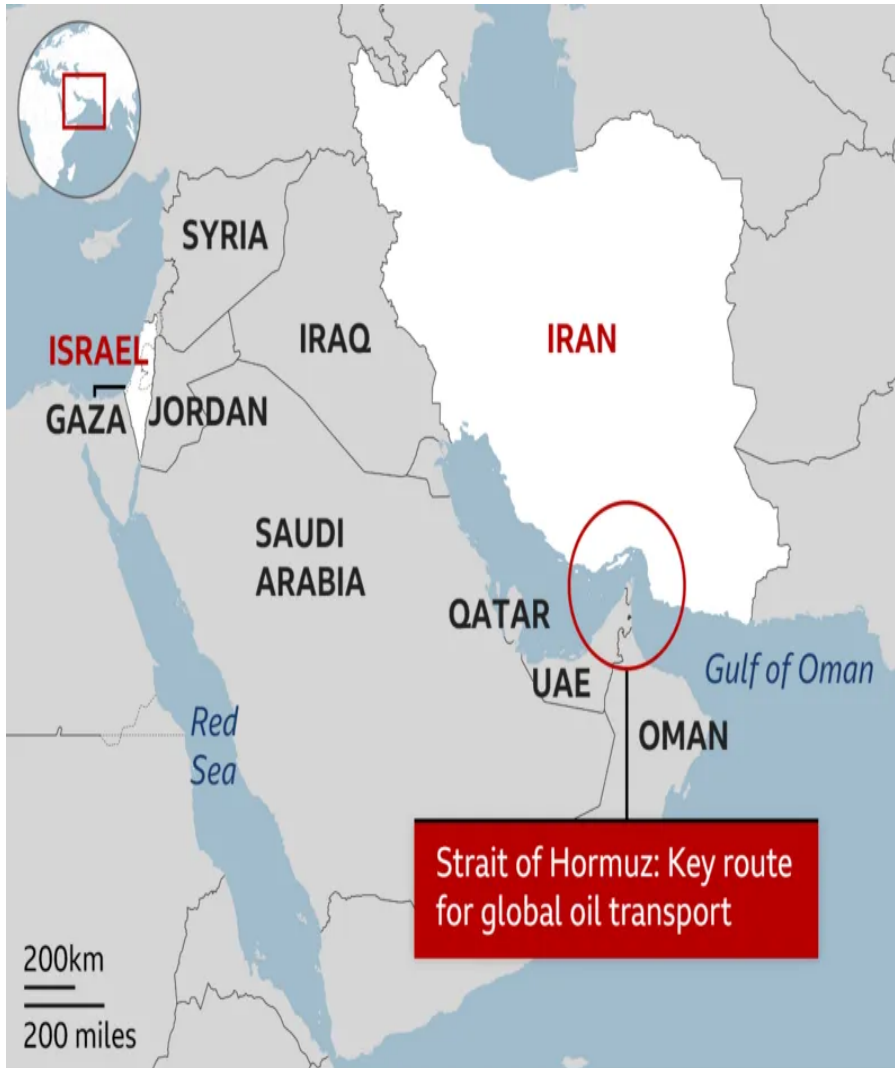 SYRIA
ISRAEL
IRAQ
IRAN
GAZA
JORDAN
SAUDI
ARABIA
QATAR
UAE
Gulf of Oman
Red
Sea
OMAN
Strait of Hormuz: Key route
for global oil transport
200km
200 miles